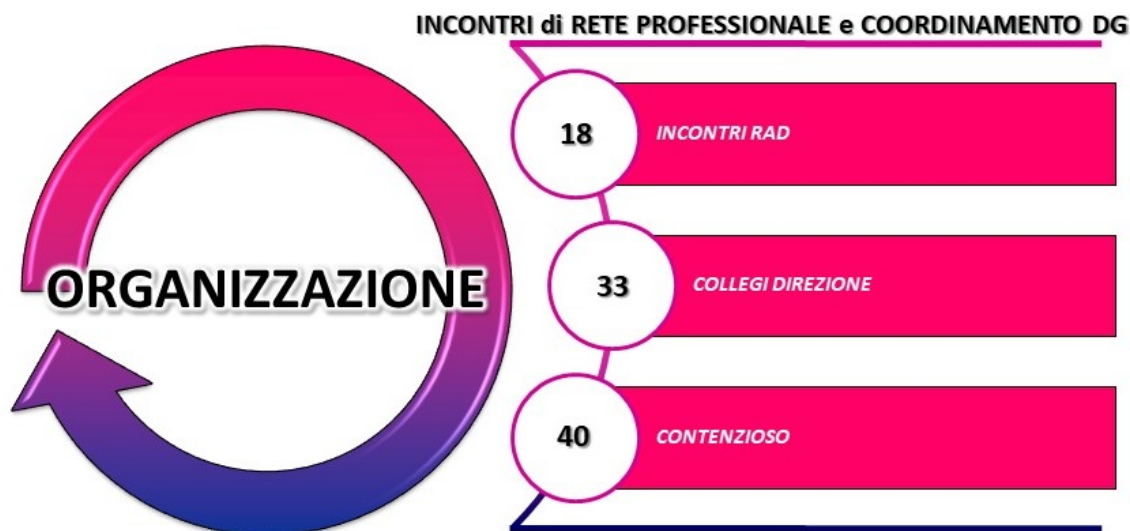 INCONTRI di RETE PROFESSIONALE e COORDINAMENTO DG
ORGANIZZAZIONE
18 INCONTRI RAD
33 COLLEGI DIREZIONE
40 CONTENZIOSO